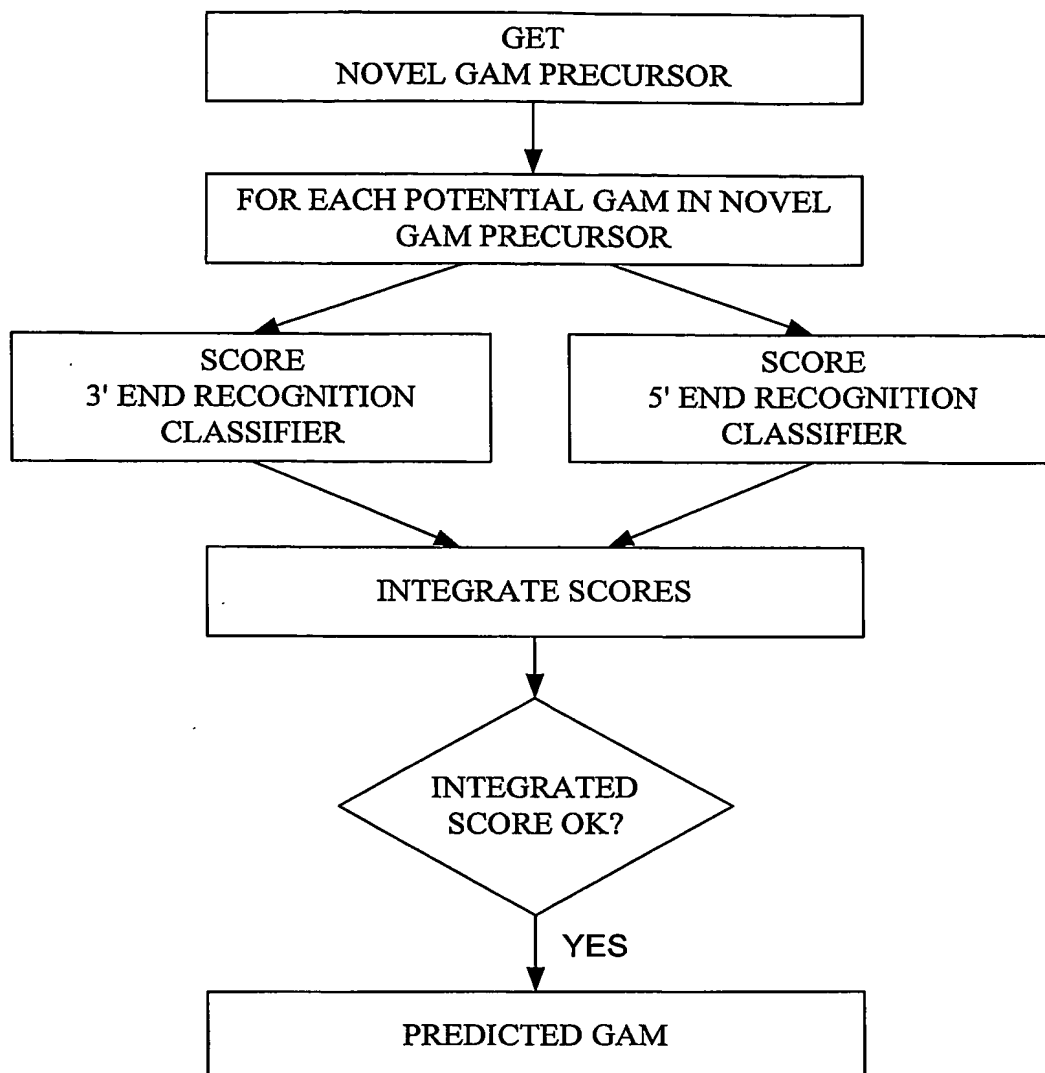 GET
NOVEL GAM PRECURSOR
FOR EACH POTENTIAL GAM IN NOVEL
GAM PRECURSOR
SCORE
3' END RECOGNITION
CLASSIFIER
SCORE
5' END RECOGNITION
CLASSIFIER
INTEGRATE SCORES
INTEGRATED
SCORE OK?
YES
PREDICTED GAM